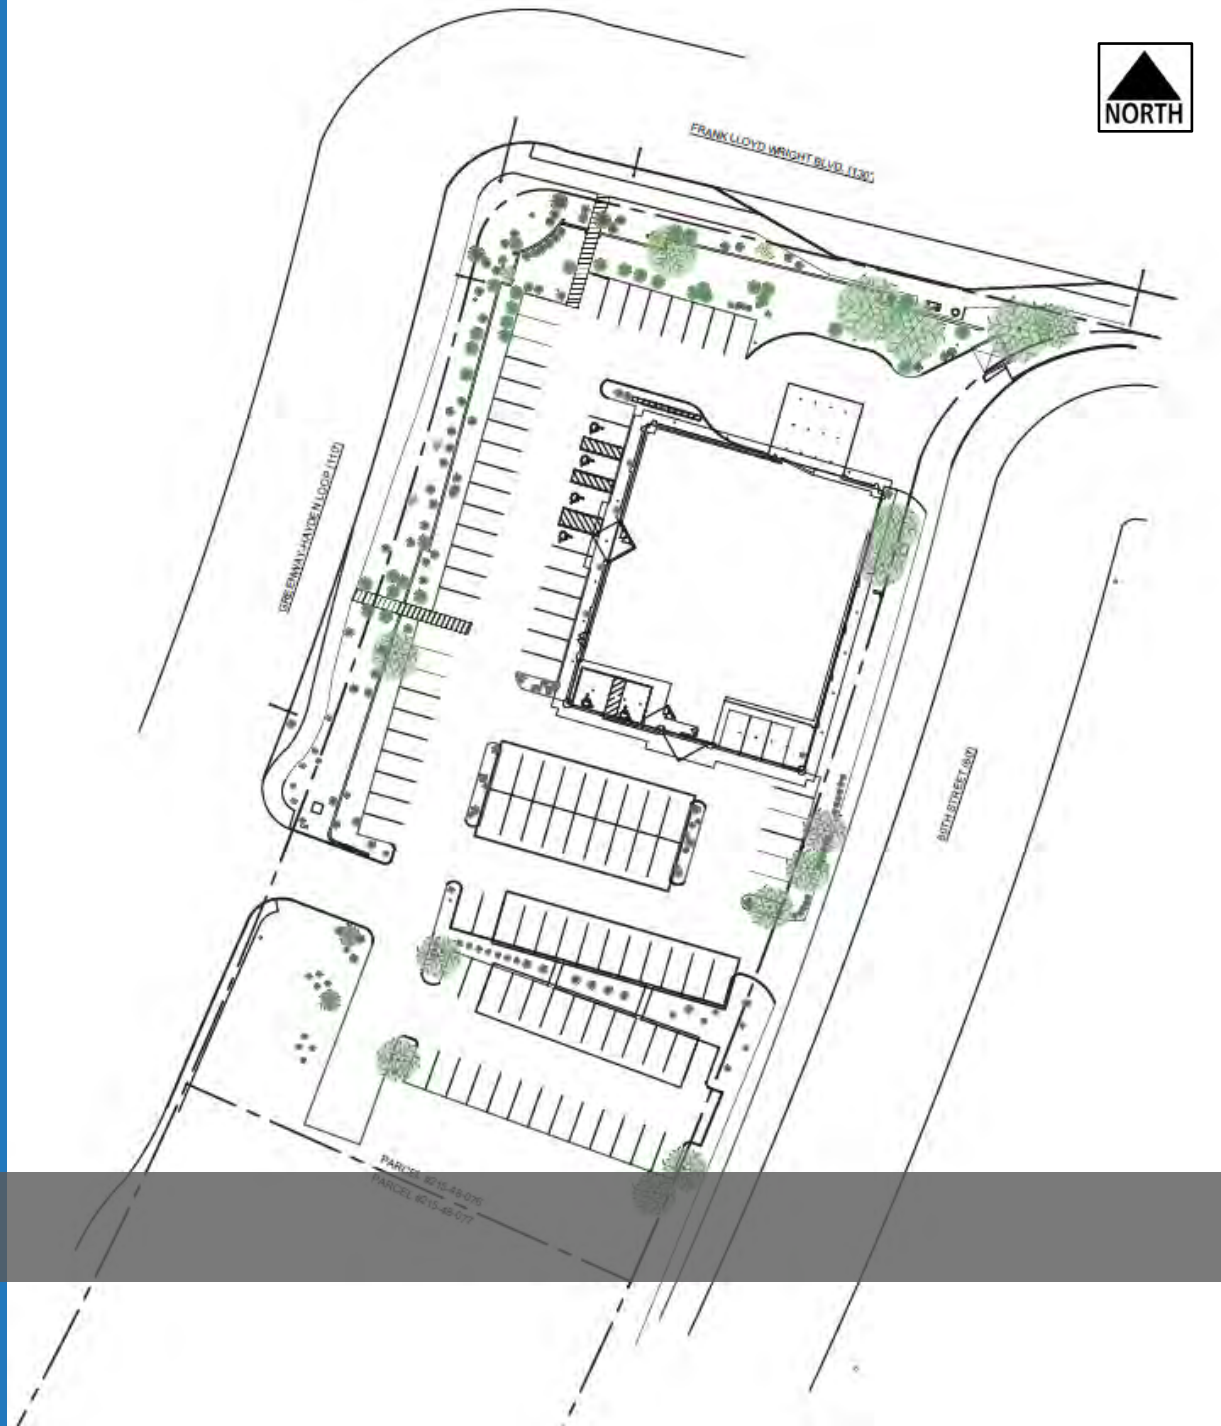 NORTH
FRANK LLOYD WRIGHT BLVD. (130')
GREENWAY-HAYDEN LOOP (110')
80TH STREET (60')
PARCEL #215-48-076
PARCEL #215-48-077